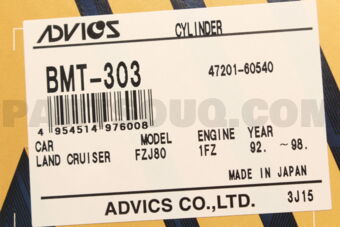 ADVICS CYLINDER
BMT-303 47201-60540
4 954514 976008
CAR MODEL ENGINE YEAR
LAND CRUISER FZJ80 1FZ 92. ~98.
MADE IN JAPAN
ADVICS CO.,LTD. 3J15